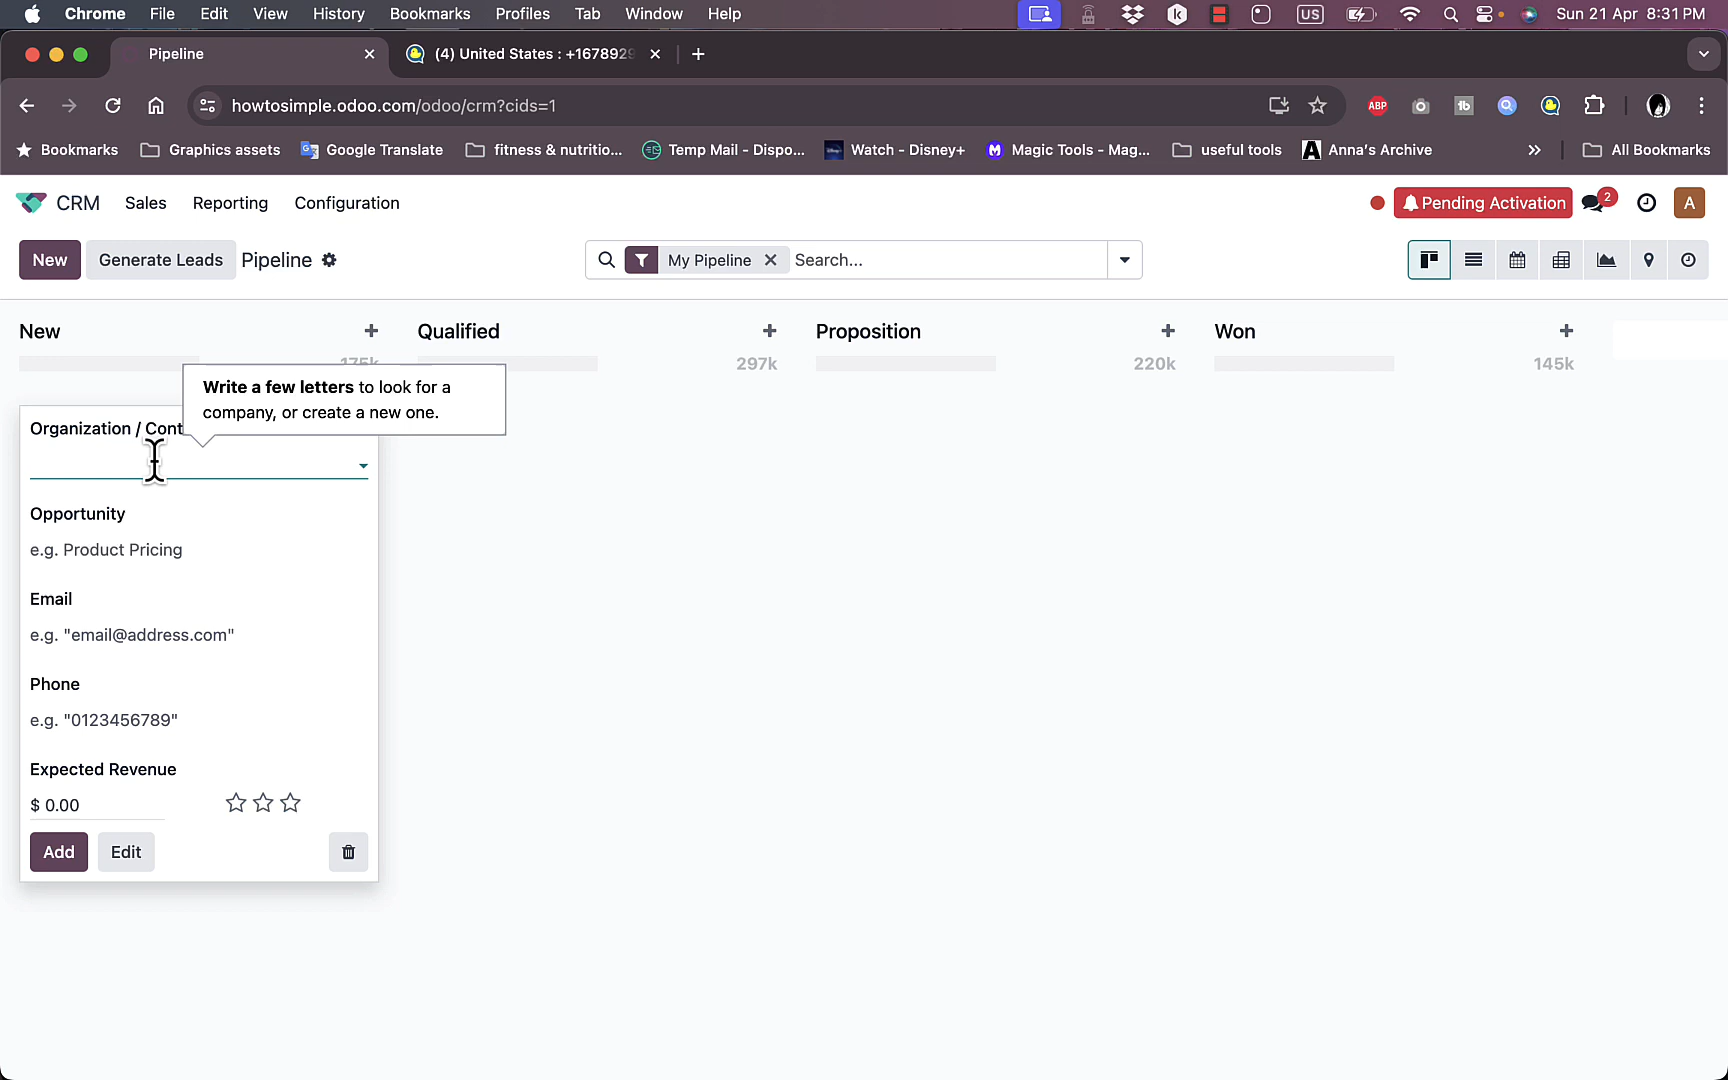 Chrome File Edit View History Bookmarks Profiles Tab Window Help US Sun 21 Apr 8:31 PM
Pipeline (4) United States : +1678929
howtosimple.odoo.com/odoo/crm?cids=1 ABP tb
Bookmarks Graphics assets Google Translate fitness & nutritio... Temp Mail - Dispo... Watch - Disney+ Magic Tools - Mag... useful tools Anna's Archive All Bookmarks
CRM Sales Reporting Configuration Pending Activation 2 A
New Generate Leads Pipeline My Pipeline Search...
New Qualified Proposition Won
175k 297k 220k 145k
Write a few letters to look for a
company, or create a new one.
Organization / Cont
Opportunity
e.g. Product Pricing
Email
e.g. "email@address.com"
Phone
e.g. "0123456789"
Expected Revenue
$ 0.00
Add Edit